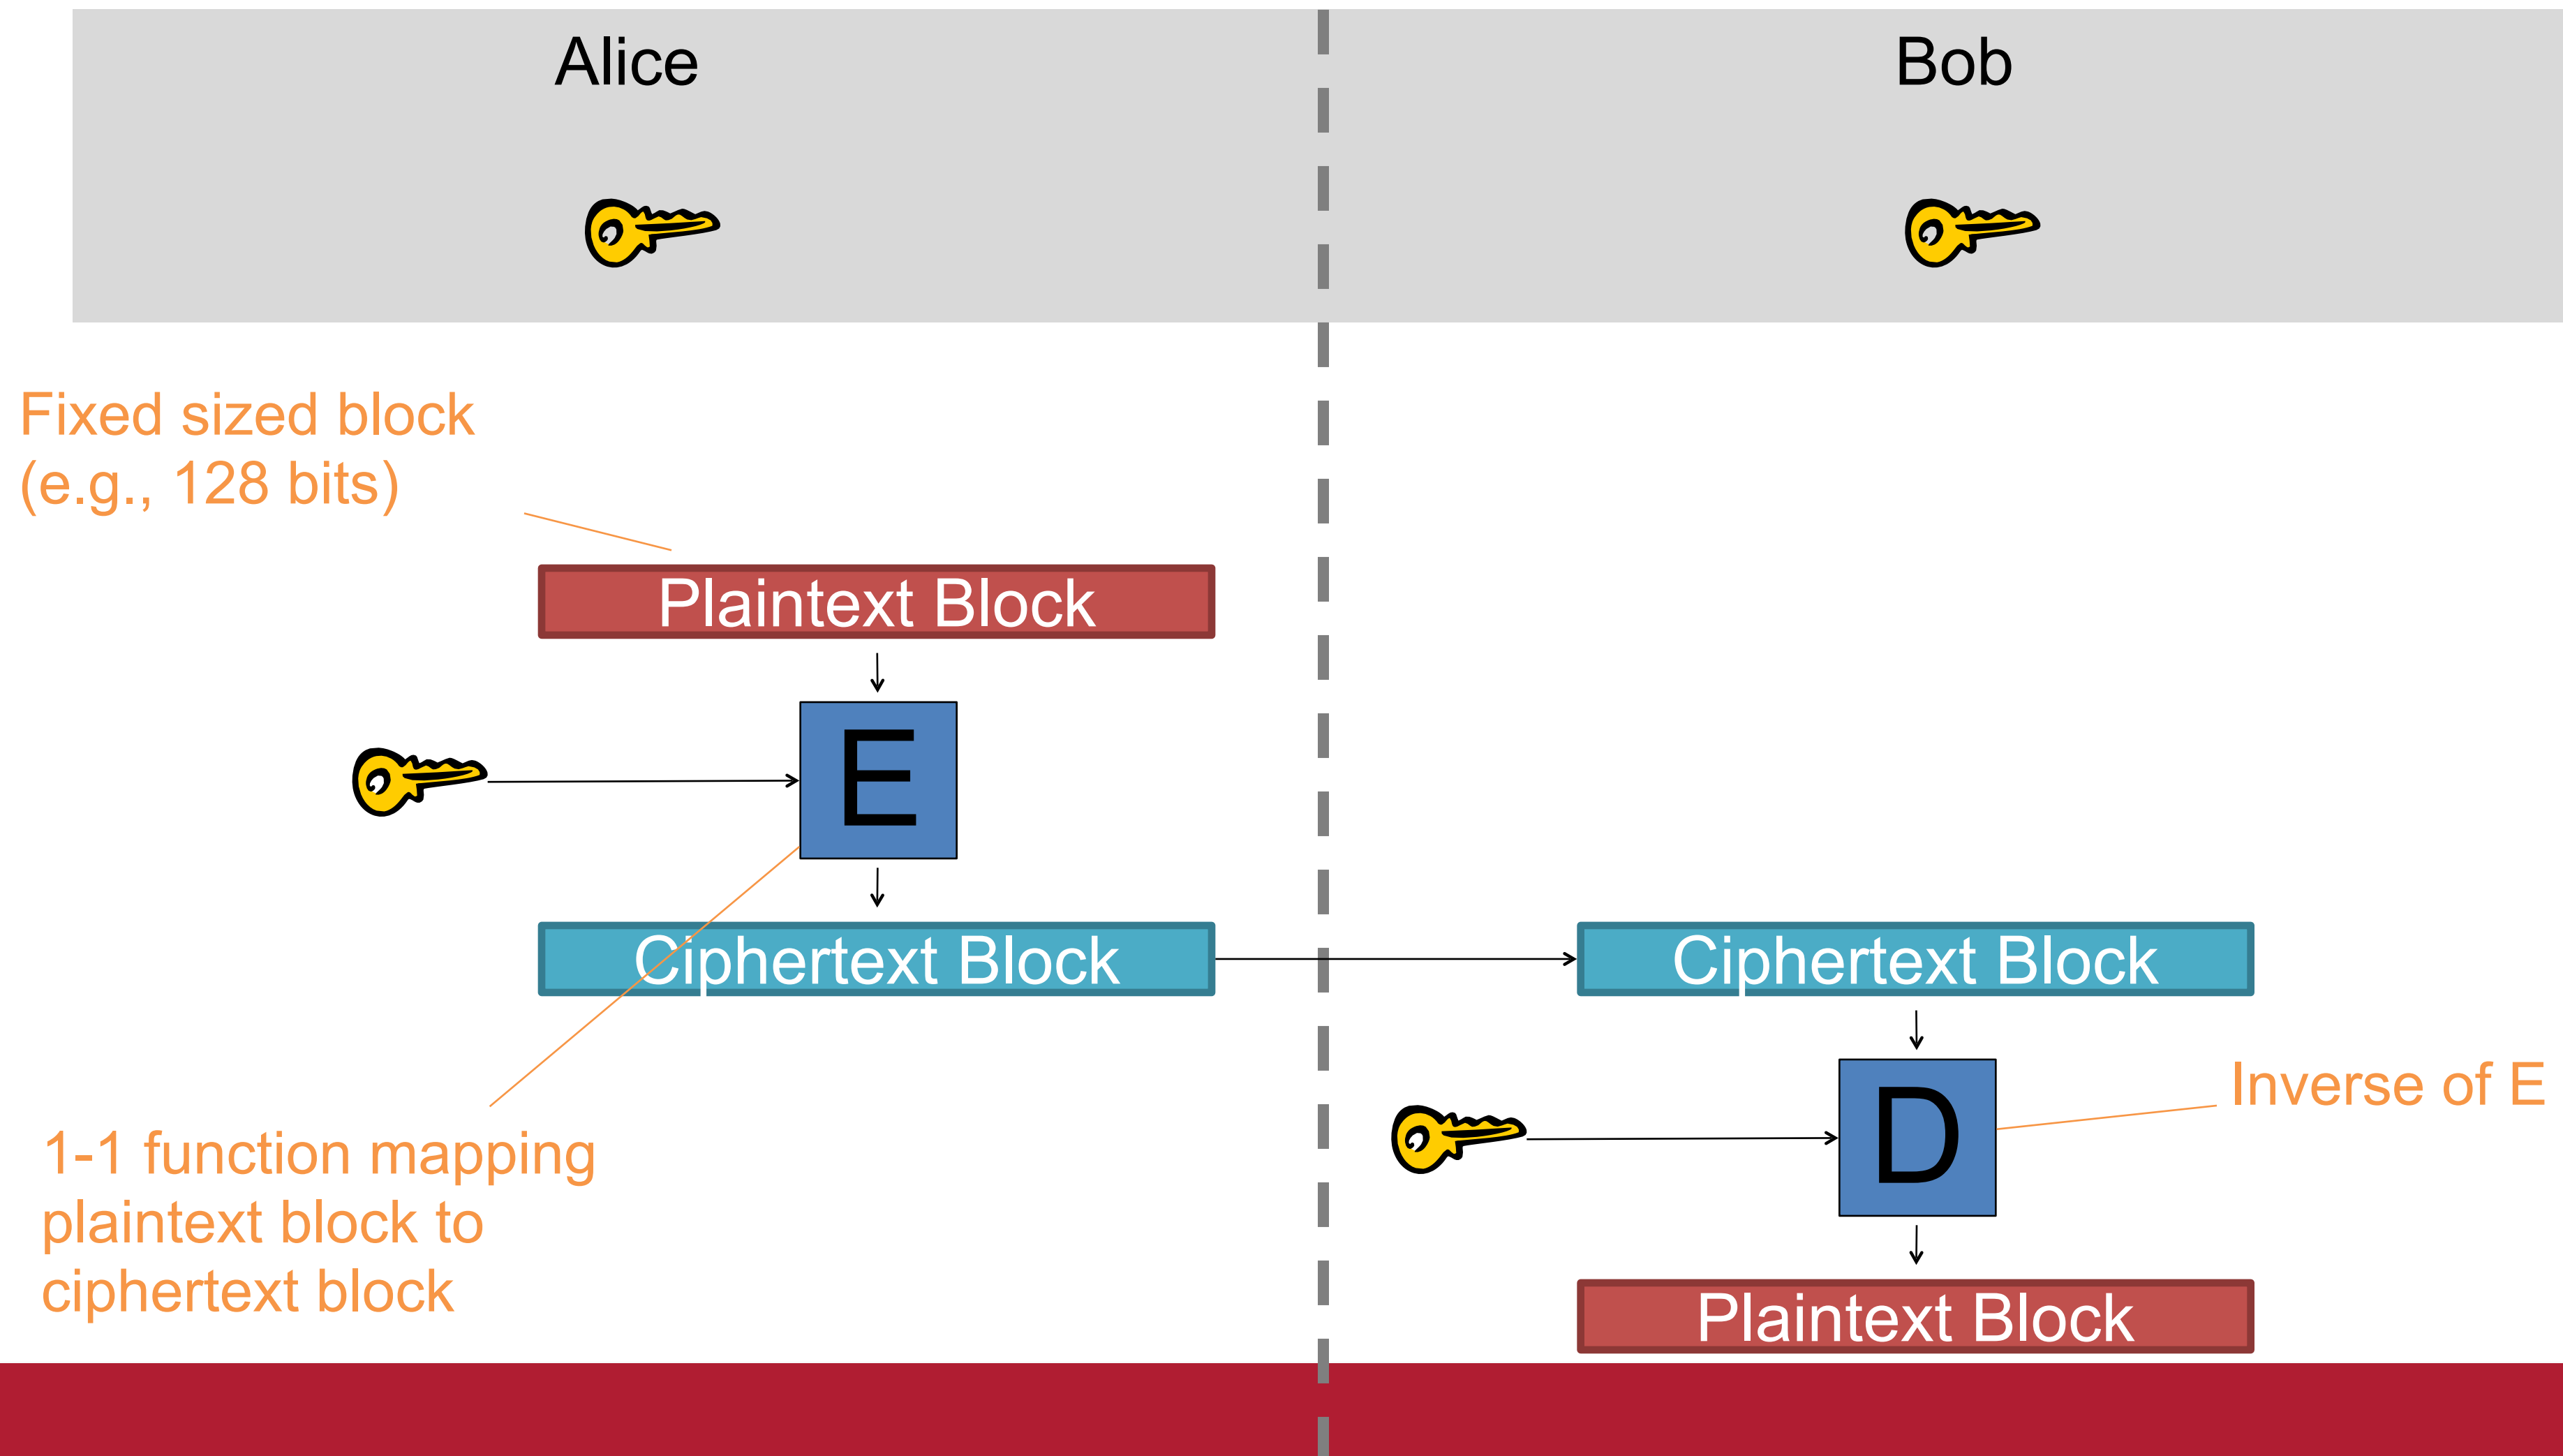 Alice
Bob
Fixed sized block
(e.g., 128 bits)
Plaintext Block
E
Ciphertext Block
Ciphertext Block
1-1 function mapping
plaintext block to
ciphertext block
D
Inverse of E
Plaintext Block